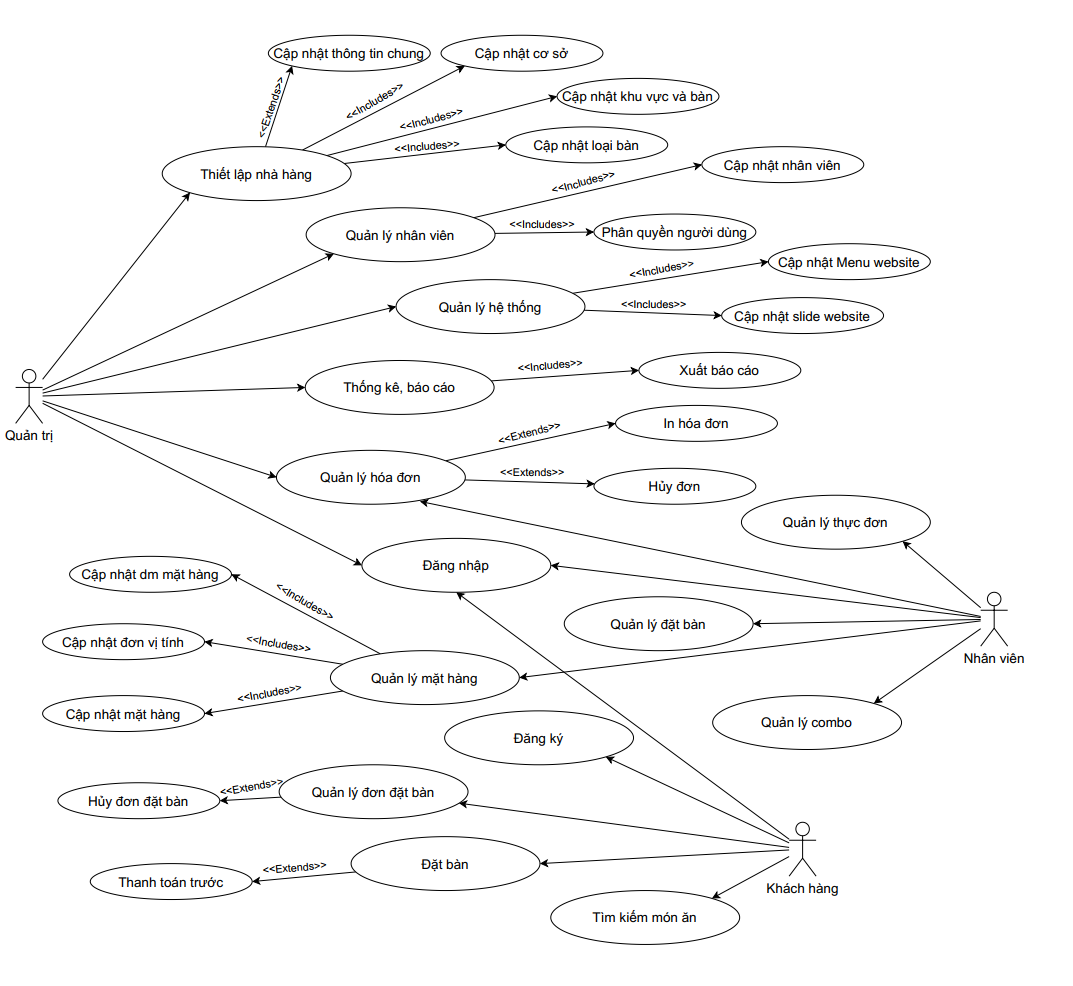 Cập nhật thông tin chung
Cập nhật cơ sở
<<Extends>>
<<Includes>>
Cập nhật khu vực và bàn
<<Includes>>
Cập nhật loại bàn
<<Includes>>
Thiết lập nhà hàng
Cập nhật nhân viên
<<Includes>>
Quản lý nhân viên
<<Includes>>
Phân quyền người dùng
Cập nhật Menu website
<<Includes>>
Quản lý hệ thống
<<Includes>>
Cập nhật slide website
Thống kê, báo cáo
<<Includes>>
Xuất báo cáo
Quản trị
In hóa đơn
<<Extends>>
Quản lý hóa đơn
<<Extends>>
Hủy đơn
Quản lý thực đơn
Đăng nhập
Cập nhật dm mặt hàng
<<Includes>>
Quản lý đặt bàn
Nhân viên
Cập nhật đơn vị tính
<<Includes>>
Quản lý mặt hàng
<<Includes>>
Cập nhật mặt hàng
Quản lý combo
Đăng ký
Quản lý đơn đặt bàn
<<Extends>>
Hủy đơn đặt bàn
Đặt bàn
<<Extends>>
Thanh toán trước
Khách hàng
Tìm kiếm món ăn